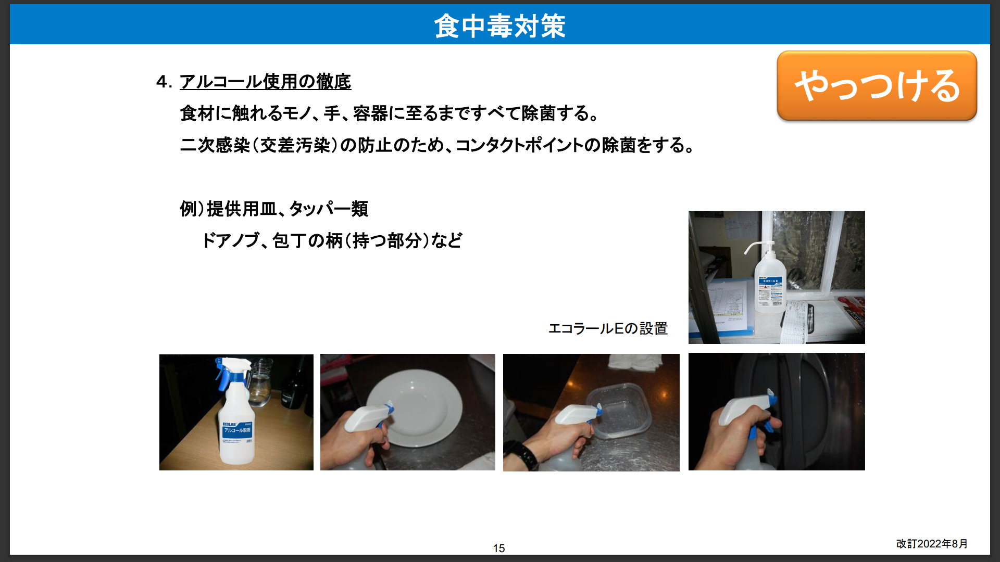 食中毒対策
やっつける
４．アルコール使用の徹底
食材に触れるモノ、手、容器に至るまですべて除菌する。
二次感染（交差汚染）の防止のため、コンタクトポイントの除菌をする。
例）提供用皿、タッパー類
ドアノブ、包丁の柄（持つ部分）など
エコラールEの設置
ECOLAB
エコラール E
ECOLAB
アルコール製剤
15
改訂2022年8月